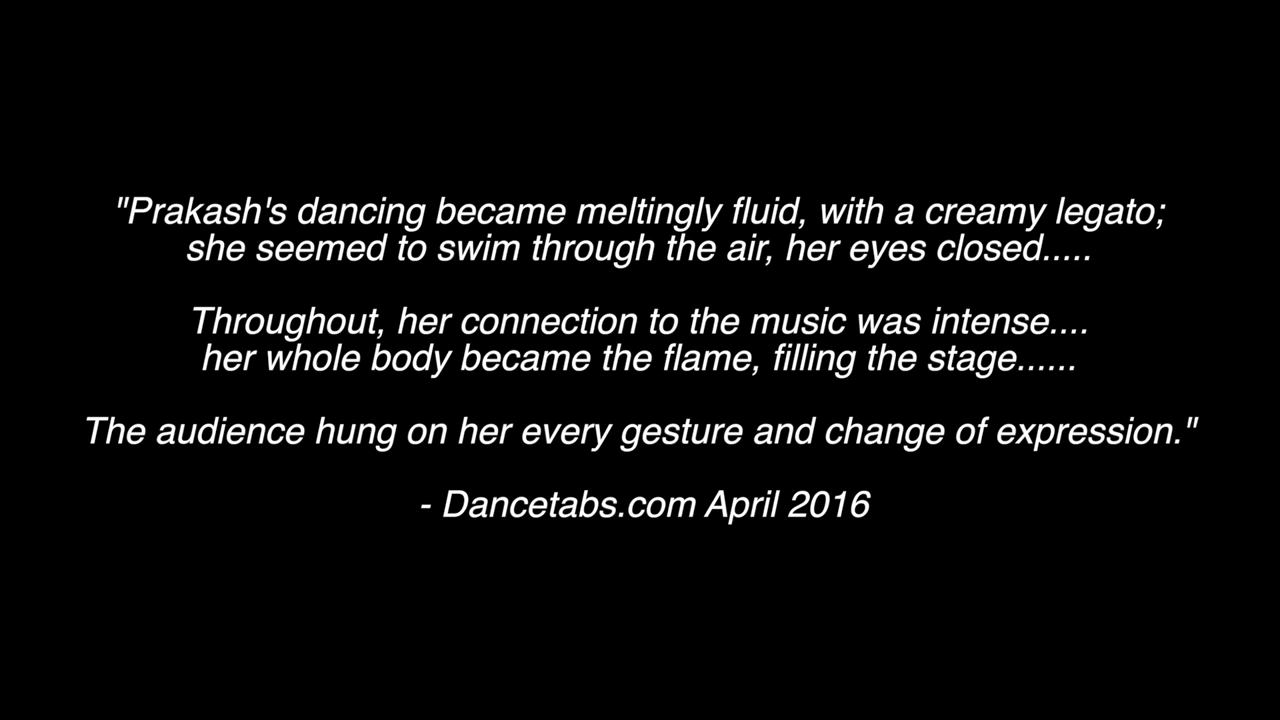 "Prakash's dancing became meltingly fluid, with a creamy legato;
she seemed to swim through the air, her eyes closed.....
Throughout, her connection to the music was intense....
her whole body became the flame, filling the stage......
The audience hung on her every gesture and change of expression."
- Dancetabs.com April 2016